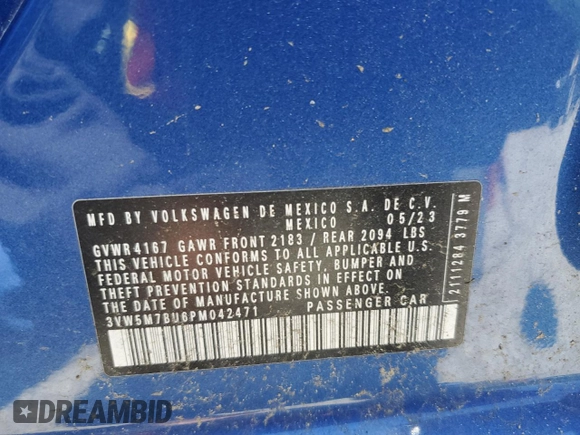 MFD BY VOLKSWAGEN DE MEXICO S.A. DE C.V.
MEXICO 05/23
GVWR 4167 GAWR FRONT 2183 / REAR 2094 LBS
THIS VEHICLE CONFORMS TO ALL APPLICABLE U.S.
FEDERAL MOTOR VEHICLE SAFETY, BUMPER AND
THEFT PREVENTION STANDARDS IN EFFECT ON
THE DATE OF MANUFACTURE SHOWN ABOVE.
3VW5M7BU6PM042471 PASSENGER CAR
2111284 3779 M
DREAMBID